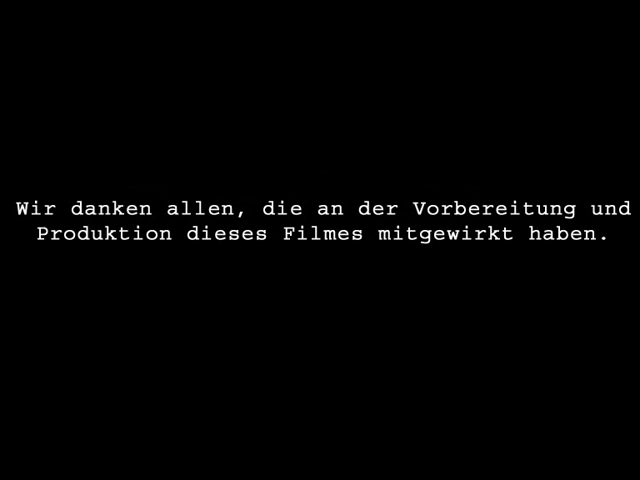 Wir danken allen, die an der Vorbereitung und
Produktion dieses Filmes mitgewirkt haben.